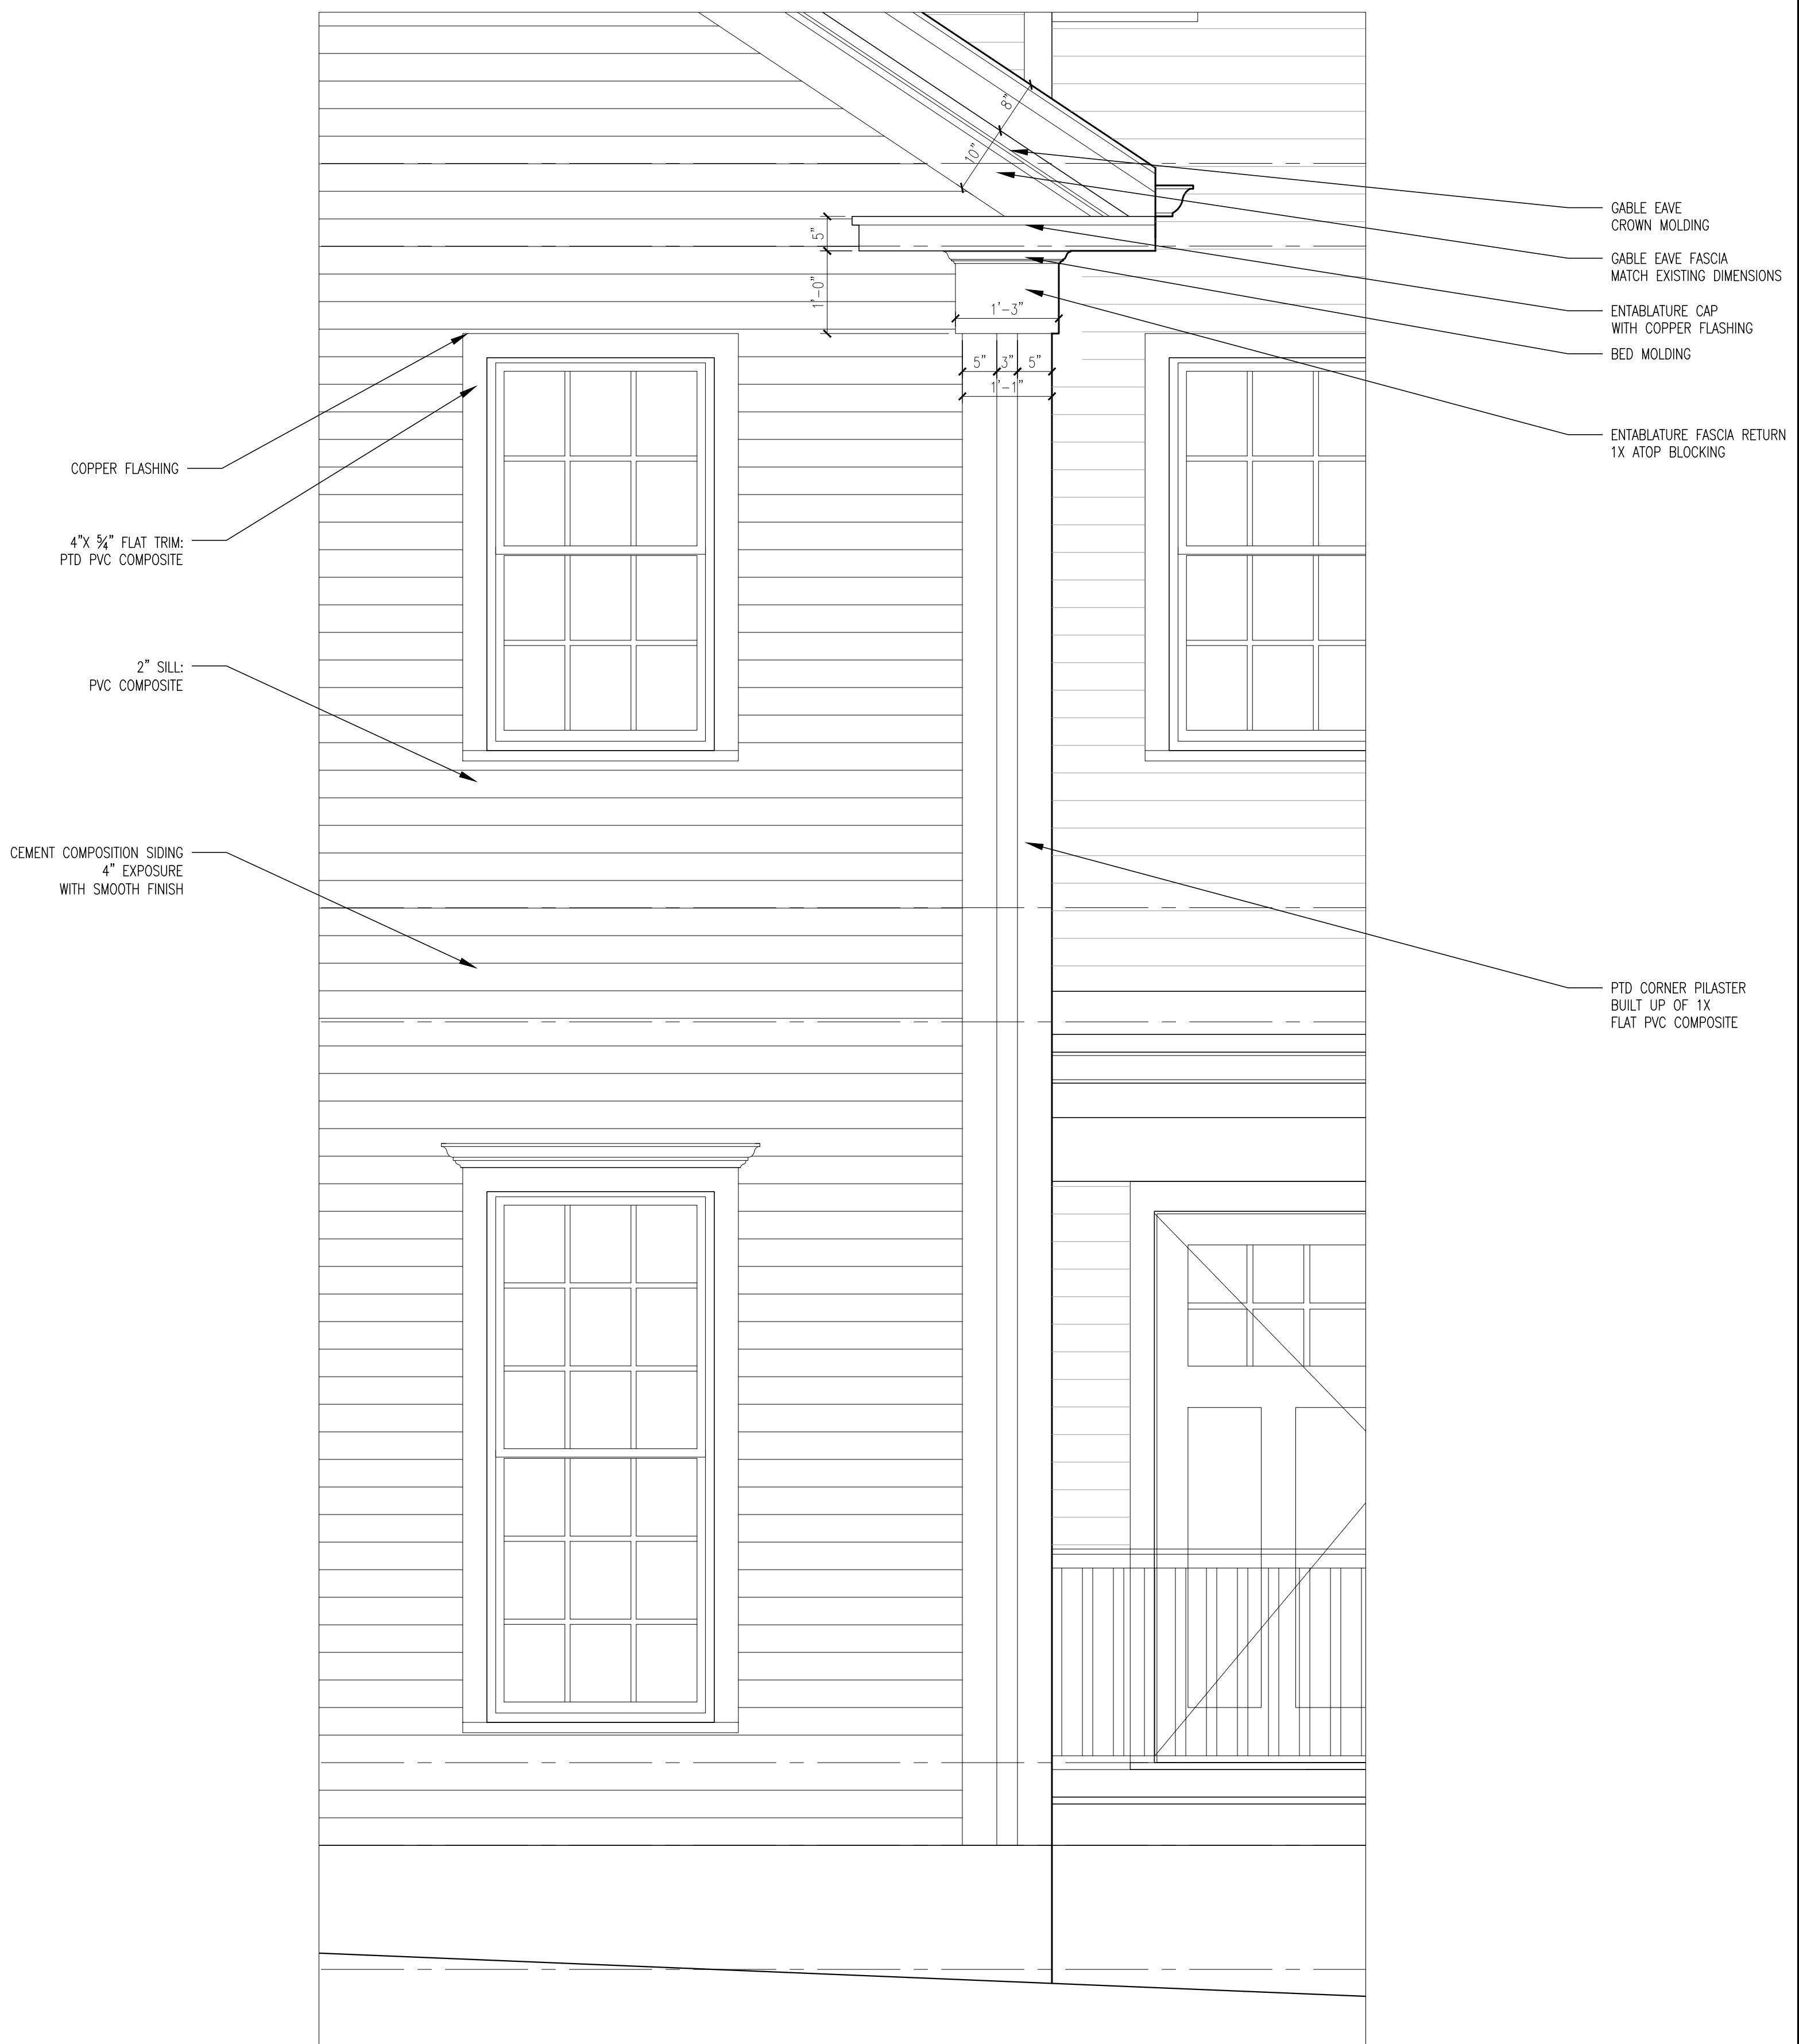 8”
10”
5”
1’-0”
1’-3”
5” 3” 5”
1’-1”
GABLE EAVE
CROWN MOLDING
GABLE EAVE FASCIA
MATCH EXISTING DIMENSIONS
ENTABLATURE CAP
WITH COPPER FLASHING
BED MOLDING
ENTABLATURE FASCIA RETURN
1X ATOP BLOCKING
COPPER FLASHING
4”X 5/4” FLAT TRIM:
PTD PVC COMPOSITE
2” SILL:
PVC COMPOSITE
CEMENT COMPOSITION SIDING
4” EXPOSURE
WITH SMOOTH FINISH
PTD CORNER PILASTER
BUILT UP OF 1X
FLAT PVC COMPOSITE